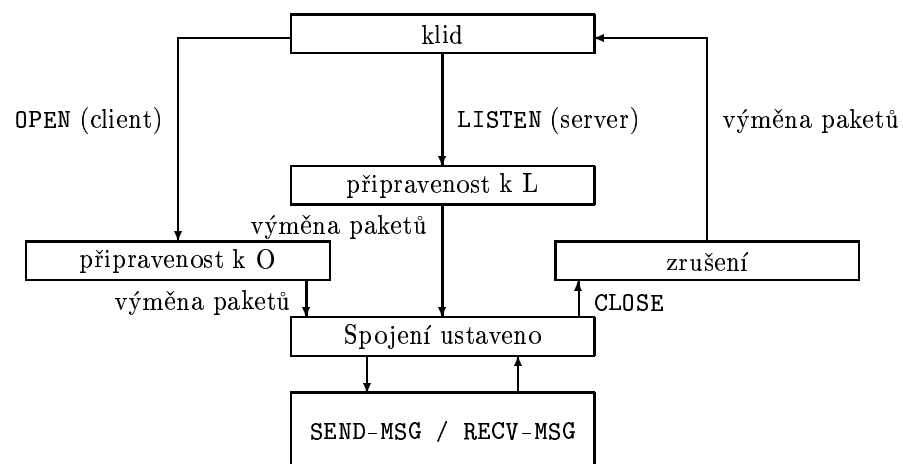 klid
OPEN (client)
LISTEN (server)
výměna paketů
připravenost k L
výměna paketů
připravenost k O
zrušení
výměna paketů
CLOSE
Spojení ustaveno
SEND-MSG / RECV-MSG